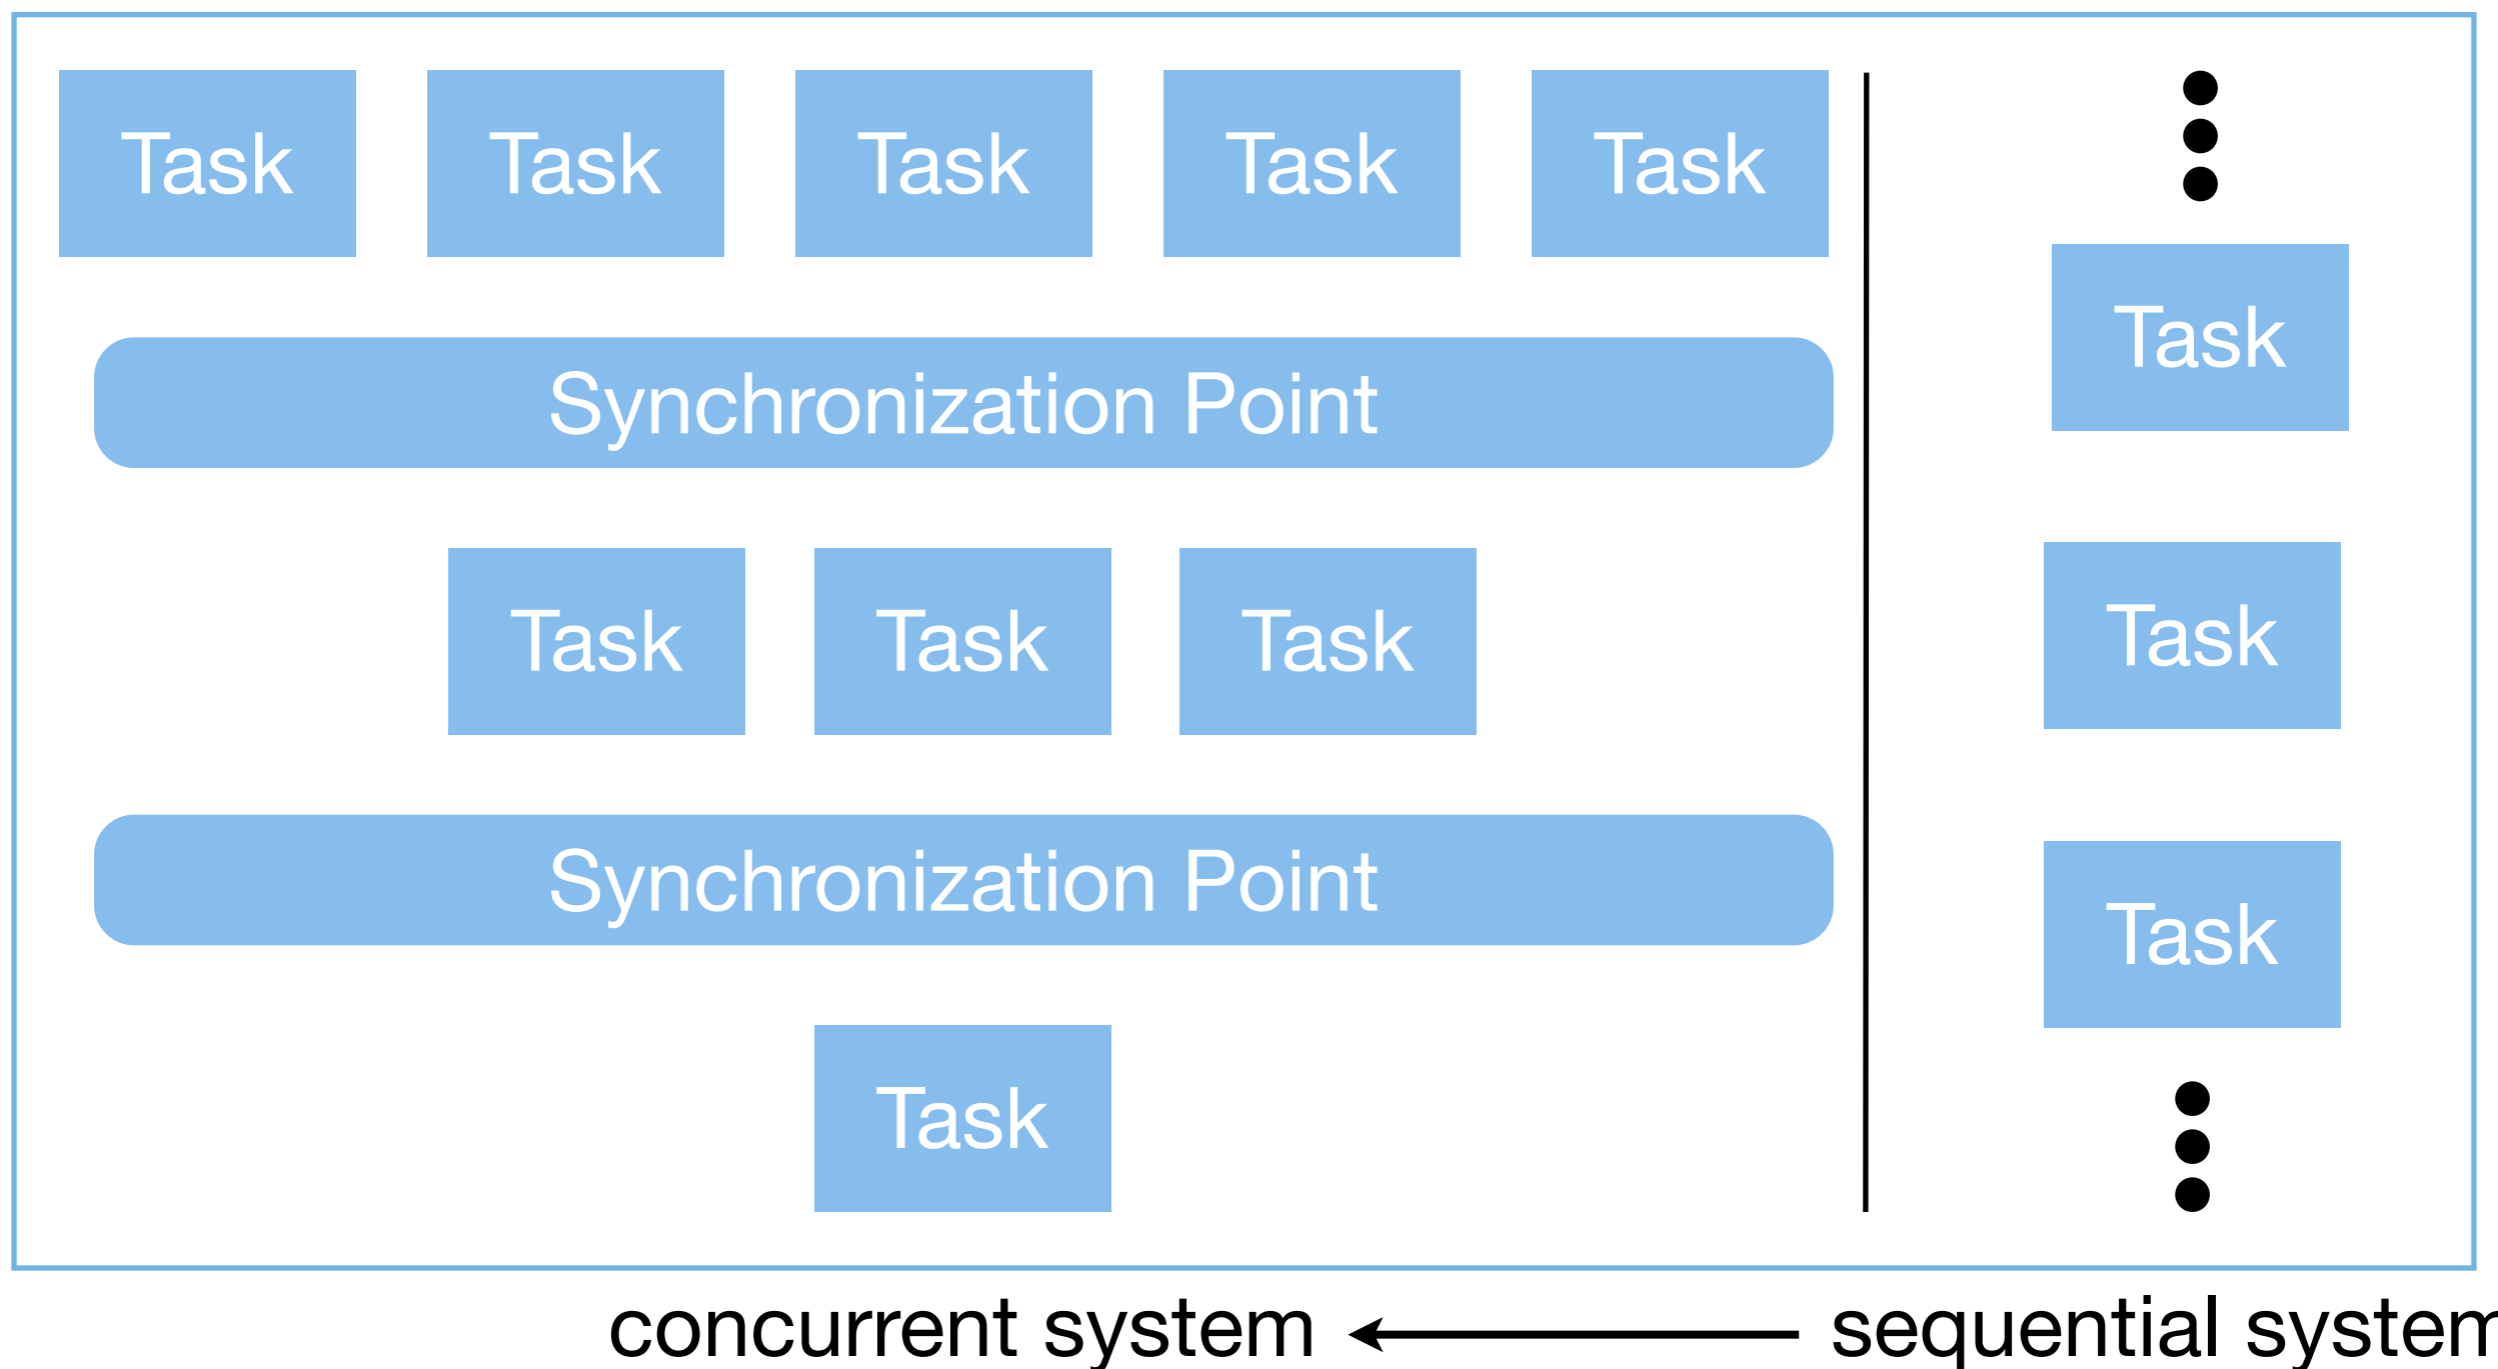 Task Task Task Task Task
Synchronization Point
Task Task Task
Synchronization Point
Task
Task
Task
Task
concurrent system
sequential system